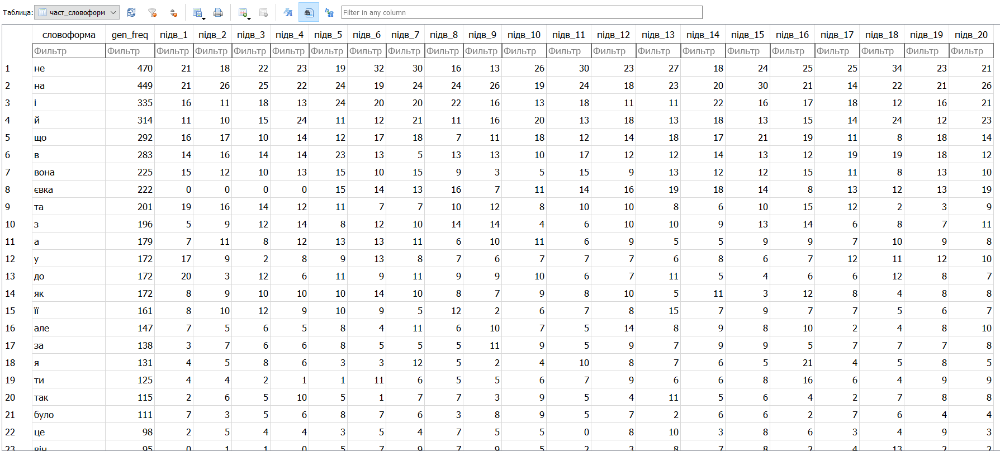 Таблица: част_словоформ Filter in any column
словоформа gen_freq підв_1 підв_2 підв_3 підв_4 підв_5 підв_6 підв_7 підв_8 підв_9 підв_10 підв_11 підв_12 підв_13 підв_14 підв_15 підв_16 підв_17 підв_18 підв_19 підв_20
Фильтр Фильтр Фильтр Фильтр Фильтр Фильтр Фильтр Фильтр Фильтр Фильтр Фильтр Фильтр Фильтр Фильтр Фильтр Фильтр Фильтр Фильтр Фильтр Фильтр Фильтр Фильтр
1 не 470 21 18 22 23 19 32 30 16 13 26 30 23 27 18 24 25 25 34 23 21
2 на 449 21 26 25 22 24 19 24 24 26 19 24 18 23 20 30 21 14 22 21 26
3 і 335 16 11 18 13 24 20 20 22 16 13 18 11 11 22 16 17 18 12 16 21
4 й 314 11 10 15 24 11 12 21 11 16 20 13 18 13 18 13 15 14 24 12 23
5 що 292 16 17 10 14 12 17 18 7 11 18 12 14 18 17 21 19 11 8 18 14
6 в 283 14 16 14 14 23 13 5 13 13 10 17 12 12 14 13 12 19 19 18 12
7 вона 225 15 12 10 13 15 10 15 9 3 5 15 9 13 12 12 15 11 8 13 10
8 євка 222 0 0 0 0 15 14 13 16 7 11 14 16 19 18 14 8 13 12 13 19
9 та 201 19 16 14 12 11 7 7 10 12 8 10 10 8 6 10 15 12 2 3 9
10 з 196 5 9 12 14 8 12 10 14 14 4 6 10 10 9 13 14 6 8 7 11
11 а 179 7 11 8 12 13 13 11 6 10 11 6 9 5 5 9 9 7 10 9 8
12 у 172 17 9 2 8 9 13 8 7 6 7 7 7 6 8 6 7 12 11 12 10
13 до 172 20 3 12 6 11 9 11 9 9 10 6 7 11 5 4 6 6 12 8 7
14 як 172 8 9 10 10 10 14 10 8 7 9 8 10 5 11 3 12 8 4 8 8
15 її 161 8 10 12 9 10 9 5 12 2 6 7 8 15 7 9 7 7 5 6 7
16 але 147 7 5 6 5 8 4 11 6 10 7 5 14 8 9 8 10 2 4 8 10
17 за 138 3 7 6 6 8 5 5 5 11 9 5 9 7 9 9 5 7 7 7 8
18 я 131 4 5 8 6 3 3 12 5 2 4 10 8 7 6 5 21 4 5 8 5
19 ти 125 4 4 2 1 1 11 6 5 5 6 7 9 6 6 8 16 6 4 9 9
20 так 115 2 6 5 10 5 1 7 7 3 9 5 4 11 5 6 4 2 7 8 8
21 було 111 7 3 5 6 8 7 6 3 8 9 5 7 2 6 6 2 7 6 4 4
22 це 98 2 5 4 4 3 5 4 7 5 5 0 8 10 3 8 6 3 4 9 3
23 він 95 0 1 1 0 5 7 9 7 9 5 2 3 8 7 8 2 4 13 2 2